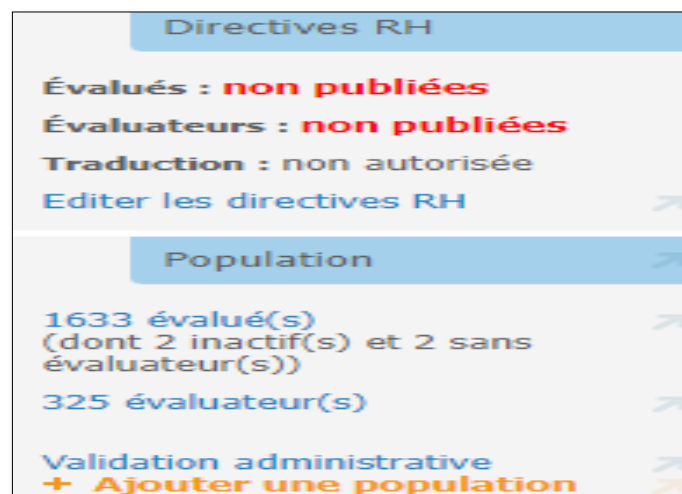 Directives RH
Évalués : non publiées
Évaluateurs : non publiées
Traduction : non autorisée
Editer les directives RH
Population
1633 évalué(s)
(dont 2 inactif(s) et 2 sans
évaluateur(s))
325 évaluateur(s)
Validation administrative
+ Ajouter une population